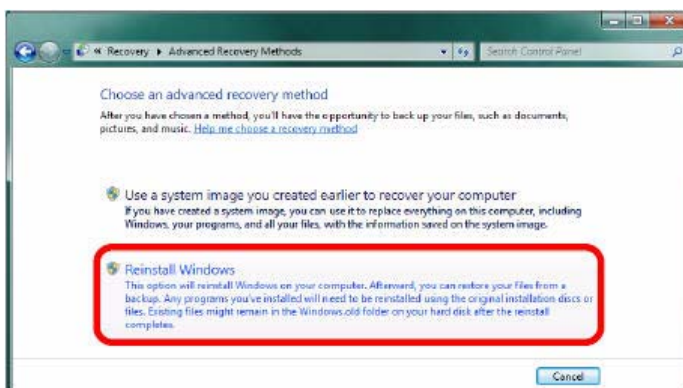 « Recovery ▸ Advanced Recovery Methods
Search Control Panel
Choose an advanced recovery method
After you have chosen a method, you'll have the opportunity to back up your files, such as documents,
pictures, and music. Help me choose a recovery method
Use a system image you created earlier to recover your computer
If you have created a system image, you can use it to replace everything on this computer, including
Windows, your programs, and all your files, with the information saved on the system image.
Reinstall Windows
This option will reinstall Windows on your computer. Afterward, you can restore your files from a
backup. Any programs you've installed will need to be reinstalled using the original installation discs or
files. Existing files might remain in the Windows.old folder on your hard disk after the reinstall
completes.
Cancel